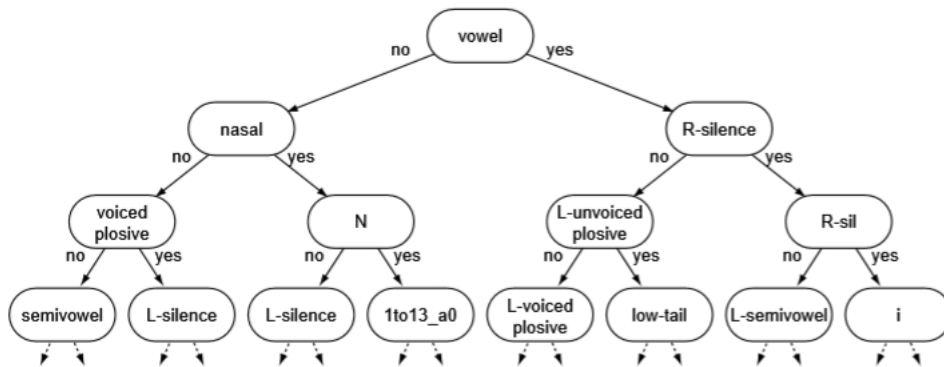 vowel
no
yes
nasal
R-silence
no
yes
no
yes
voiced
plosive
N
L-unvoiced
plosive
R-sil
no
yes
no
yes
no
yes
no
yes
semivowel
L-silence
L-silence
1to13_a0
L-voiced
plosive
low-tail
L-semivowel
i